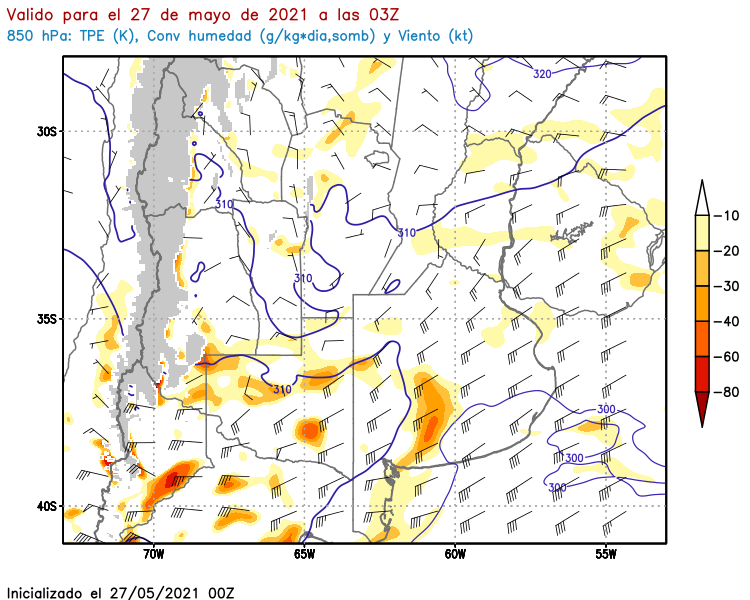 Valido para el 27 de mayo de 2021 a las 03Z
850 hPa: TPE (K), Conv humedad (g/kg*dia,somb) y Viento (kt)
320
30S
310
310
310
35S
310
300
300
300
40S
70W 65W 60W 55W
-10
-20
-30
-40
-60
-80
Inicializado el 27/05/2021 00Z